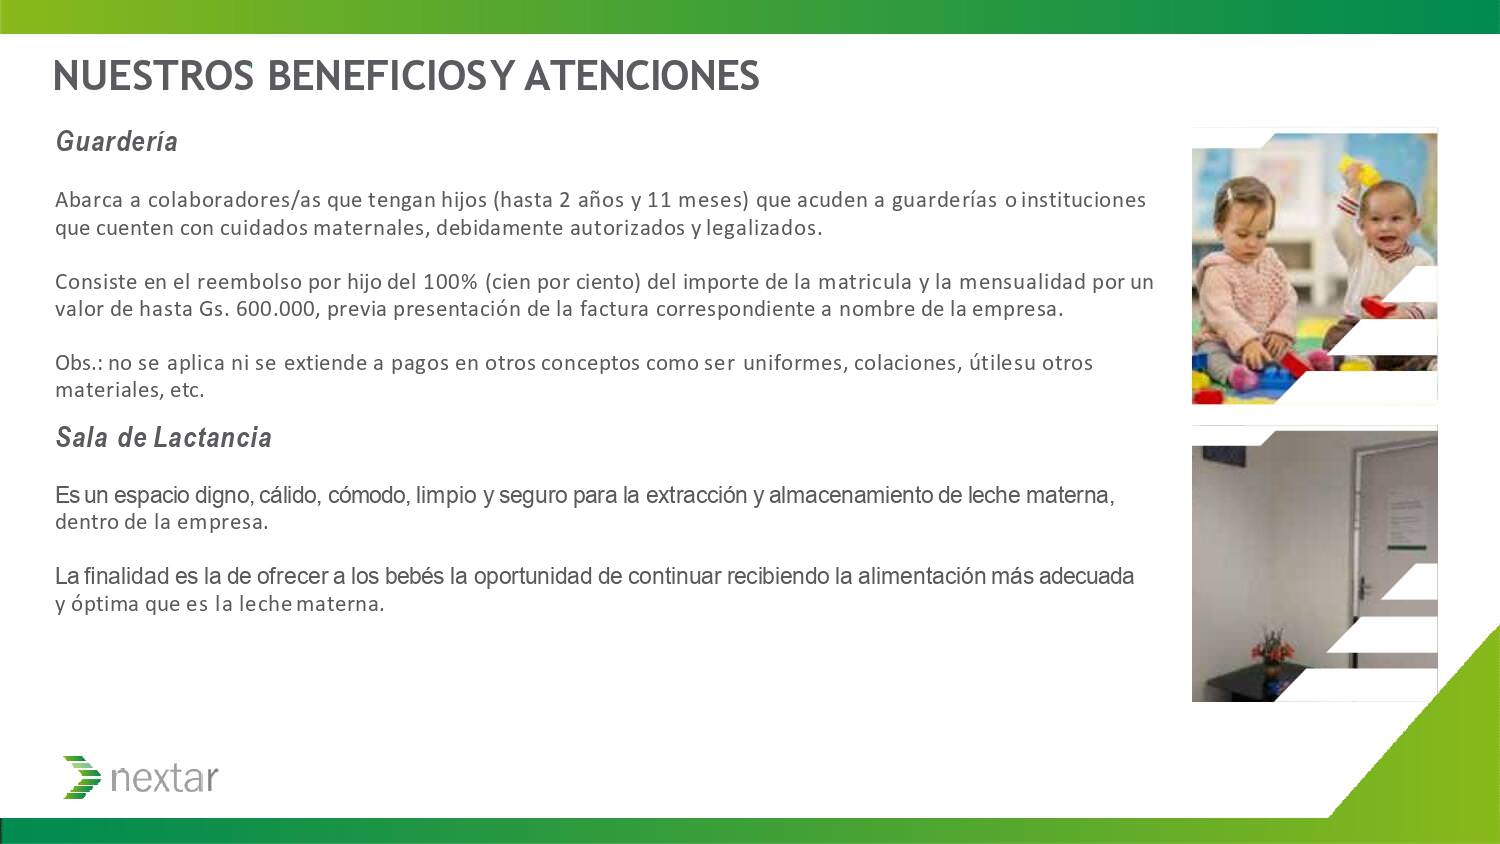 NUESTROS BENEFICIOS Y ATENCIONES
Guardería
Abarca a colaboradores/as que tengan hijos (hasta 2 años y 11 meses) que acuden a guarderías o instituciones
que cuenten con cuidados maternales, debidamente autorizados y legalizados.
Consiste en el reembolso por hijo del 100% (cien por ciento) del importe de la matricula y la mensualidad por un
valor de hasta Gs. 600.000, previa presentación de la factura correspondiente a nombre de la empresa.
Obs.: no se aplica ni se extiende a pagos en otros conceptos como ser uniformes, colaciones, útilesu otros
materiales, etc.
Sala de Lactancia
Es un espacio digno, cálido, cómodo, limpio y seguro para la extracción y almacenamiento de leche materna,
dentro de la empresa.
La finalidad es la de ofrecer a los bebés la oportunidad de continuar recibiendo la alimentación más adecuada
y óptima que es la leche materna.
nextar